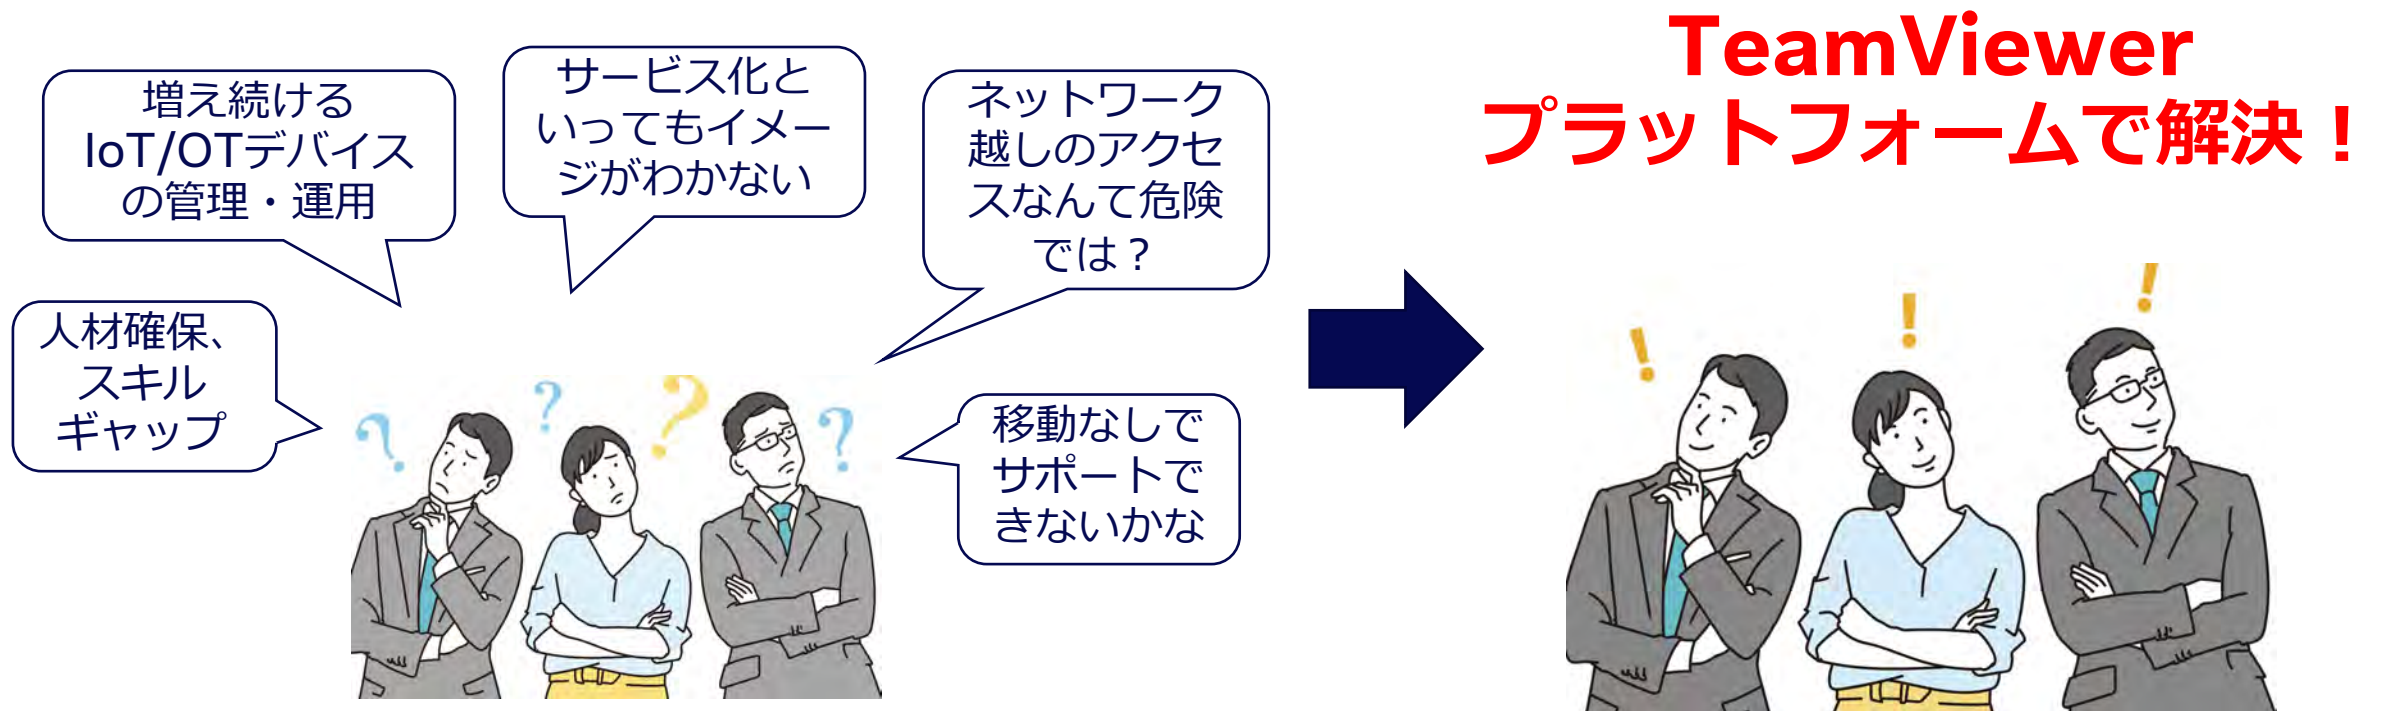 増え続ける
IoT/OTデバイス
の管理・運用
サービス化と
いってもイメー
ジがわかない
ネットワーク
越しのアクセ
スなんて危険
では？
人材確保、
スキル
ギャップ
移動なしで
サポートで
きないかな
TeamViewer
プラットフォームで解決！